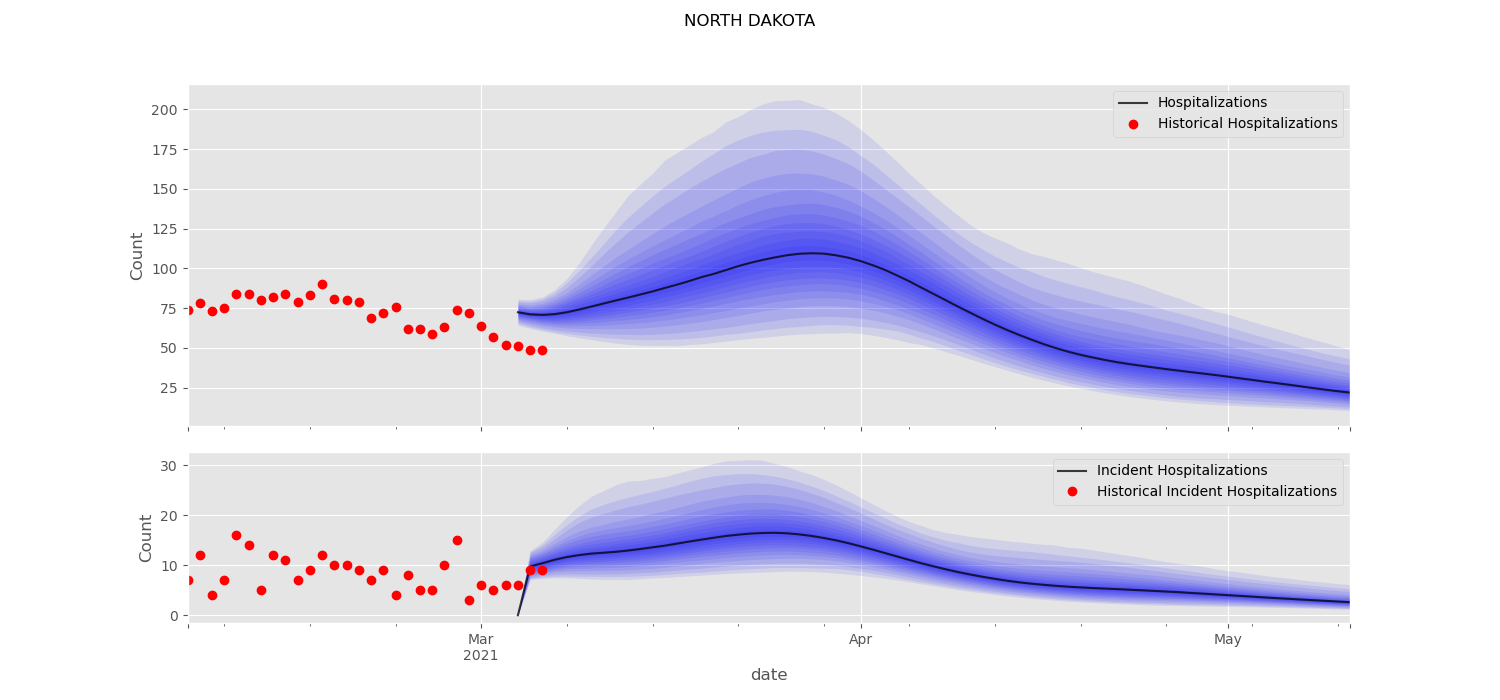 NORTH DAKOTA
200
175
150
125
100
75
50
25
Count
Hospitalizations
Historical Hospitalizations
30
20
10
0
Count
Incident Hospitalizations
Historical Incident Hospitalizations
Mar
2021
Apr
May
date